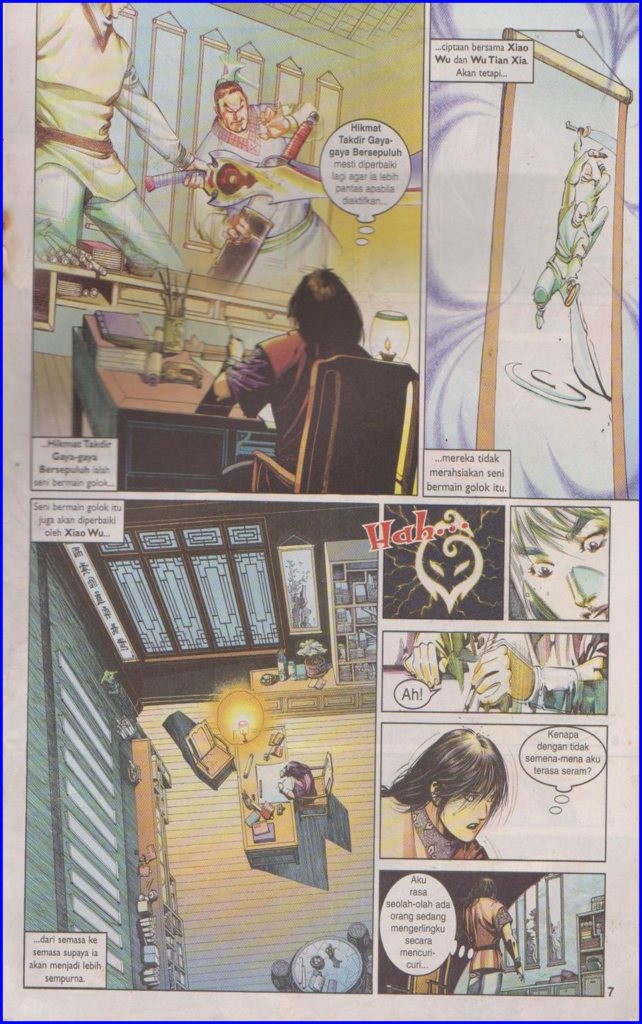 Hikmat
Takdir Gaya-
gaya Bersepuluh
mesti diperbaiki
lagi agar ia lebih
pantas apabila
diaktifkan...
...Hikmat Takdir
Gaya-gaya
Bersepuluh ialah
seni bermain golok...
...ciptaan bersama Xiao
Wu dan Wu Tian Xia.
Akan tetapi...
...mereka tidak
merahsiakan seni
bermain golok itu.
Seni bermain golok itu
juga akan diperbaiki
oleh Xiao Wu...
...dari semasa ke
semasa supaya ia
akan menjadi lebih
sempurna.
Hah...
Ah!
Kenapa
dengan tidak
semena-mena aku
terasa seram?
Aku
rasa
seolah-olah ada
orang sedang
mengerlingku
secara
mencuri-
curi...
7